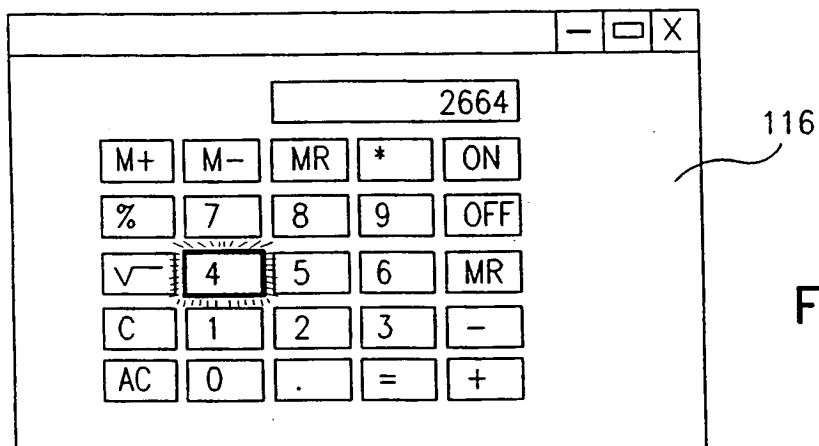 X
2664
116
M+ M- MR * ON
% 7 8 9 OFF
√ 4 5 6 MR
F
C 1 2 3 -
AC 0 . = +